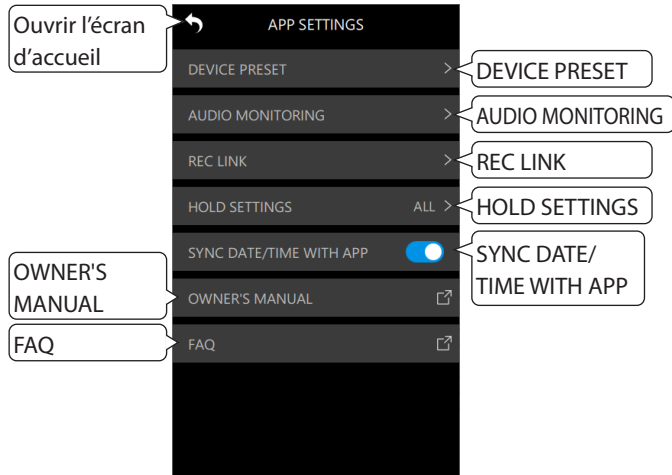 Ouvrir l’écran
d’accueil
APP SETTINGS
DEVICE PRESET
DEVICE PRESET
AUDIO MONITORING
AUDIO MONITORING
REC LINK
REC LINK
HOLD SETTINGS ALL
HOLD SETTINGS
SYNC DATE/TIME WITH APP
SYNC DATE/
TIME WITH APP
OWNER'S
MANUAL
OWNER'S MANUAL
FAQ
FAQ